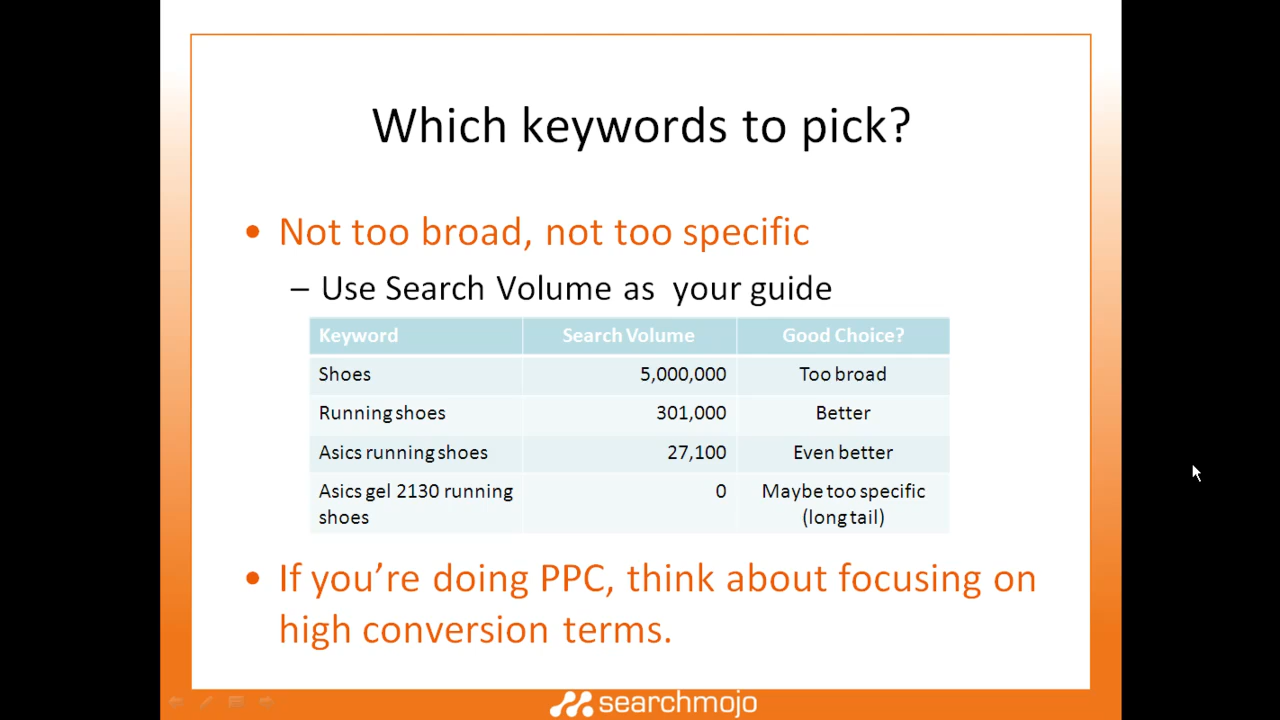 Which keywords to pick?
• Not too broad, not too specific
– Use Search Volume as your guide
Keyword Search Volume Good Choice?
Shoes 5,000,000 Too broad
Running shoes 301,000 Better
Asics running shoes 27,100 Even better
Asics gel 2130 running 0 Maybe too specific
shoes (long tail)
• If you’re doing PPC, think about focusing on
high conversion terms.
searchmojo